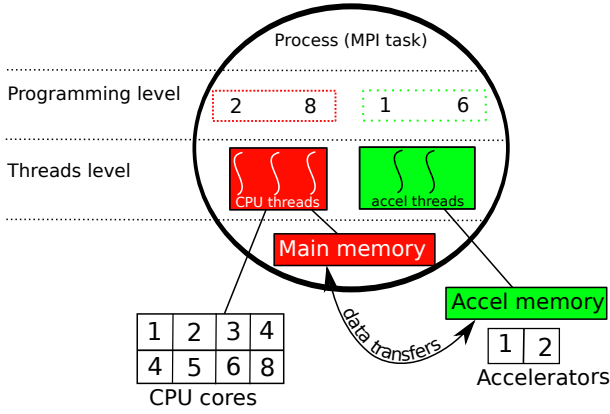 Process (MPI task)
Programming level
2 8 1 6
Threads level
CPU threads
accel threads
Main memory
Accel memory
data transfers
1 2 3 4
4 5 6 8
CPU cores
1 2
Accelerators